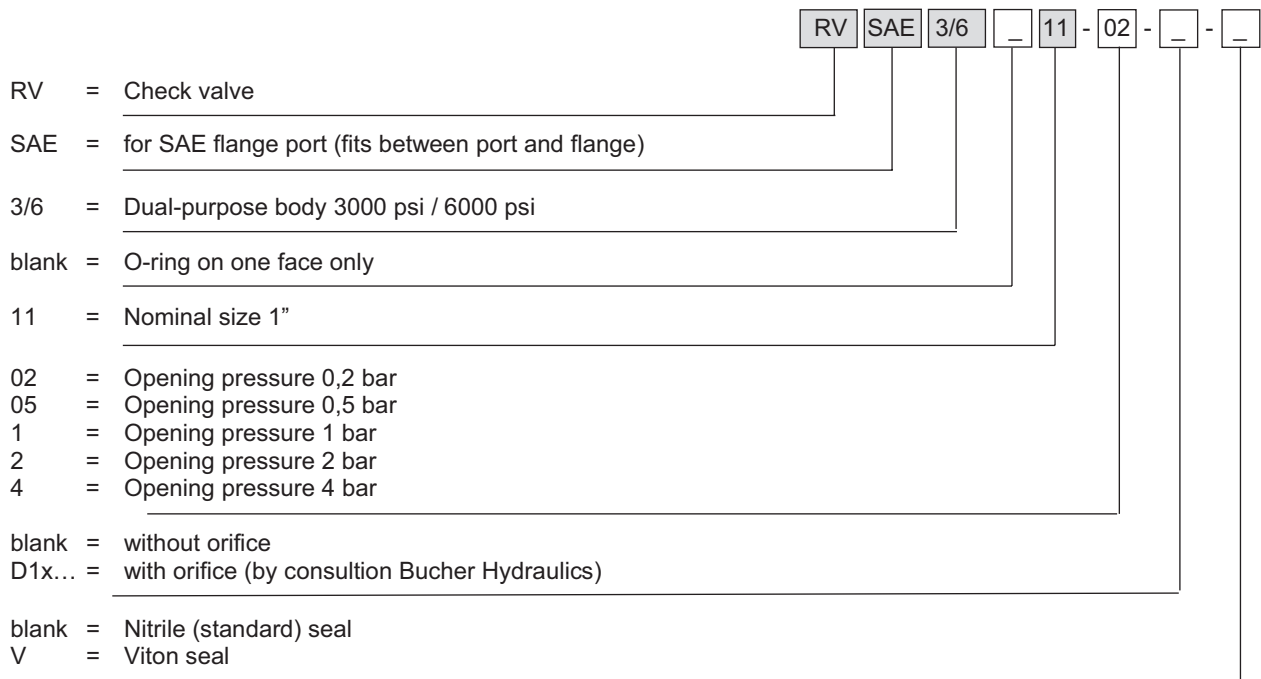 RV SAE 3/6 _ 11 - 02 - _ - _
RV = Check valve
SAE = for SAE flange port (fits between port and flange)
3/6 = Dual-purpose body 3000 psi / 6000 psi
blank = O-ring on one face only
11 = Nominal size 1”
02 = Opening pressure 0,2 bar
05 = Opening pressure 0,5 bar
1 = Opening pressure 1 bar
2 = Opening pressure 2 bar
4 = Opening pressure 4 bar
blank = without orifice
D1x… = with orifice (by consultion Bucher Hydraulics)
blank = Nitrile (standard) seal
V = Viton seal